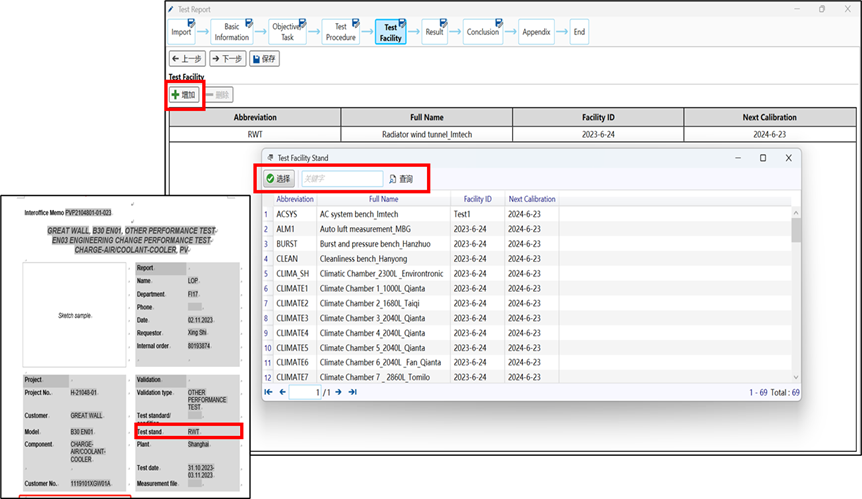 Test Report
Import
Basic Information
Objective/ Task
Test Procedure
Test Facility
Result
Conclusion
Appendix
End
上一步 下一步 保存
Test Facility
增加 删除
Abbreviation Full Name Facility ID Next Calibration
RWT Radiator wind tunnel_Imtech 2023-6-24 2024-6-23
Test Facility Stand
选择 关键字 查询
Abbreviation Full Name Facility ID Next Calibration
1 ACSYS AC system bench_Imtech Test1 2024-6-23
2 ALM1 Auto luft measurement_MBG 2023-6-24 2024-6-23
3 BURST Burst and pressure bench_Hanzhuo 2023-6-24 2024-6-23
4 CLEAN Cleanliness bench_Hanyong 2023-6-24 2024-6-23
5 CLIMA_SH Climatic Chamber_2300L _Environtronic 2023-6-24 2024-6-23
6 CLIMATE1 Climate Chamber 1_1000L_Qianta 2023-6-24 2024-6-23
7 CLIMATE2 Climate Chamber 2_1680L_Taiqi 2023-6-24 2024-6-23
8 CLIMATE3 Climate Chamber 3_2040L_Qianta 2023-6-24 2024-6-23
9 CLIMATE4 Climate Chamber 4_2040L_Qianta 2023-6-24 2024-6-23
10 CLIMATE5 Climate Chamber 5_2040L_Qianta 2023-6-24 2024-6-23
11 CLIMATE6 Climate Chamber 6_2040L _Fan_Qianta 2023-6-24 2024-6-23
12 CLIMATE7 Climate Chamber 7 _ 2860L_Tomilo 2023-6-24 2024-6-23
1 / 1 1 - 69 Total : 69
Interoffice Memo PVP2104801-01-023
GREAT WALL, B30 EN01, OTHER PERFORMANCE TEST
EN03 ENGINEERING CHANGE PERFORMANCE TEST
CHARGE-AIR/COOLANT-COOLER, PV
Sketch sample
Report
Name LOP
Department FI17
Phone
Date 02.11.2023
Requestor Xing Shi
Internal order 80193874
Project
Project No. H-21048-01
Customer GREAT WALL
Model B30 EN01
Component CHARGE-
AIR/COOLANT-
COOLER
Customer No. 1119101XGW01A
Validation
Validation type OTHER
PERFORMANCE
TEST
Test standard/
condition
Test stand RWT
Plant Shanghai
Test date 31.10.2023-
03.11.2023
Measurement file